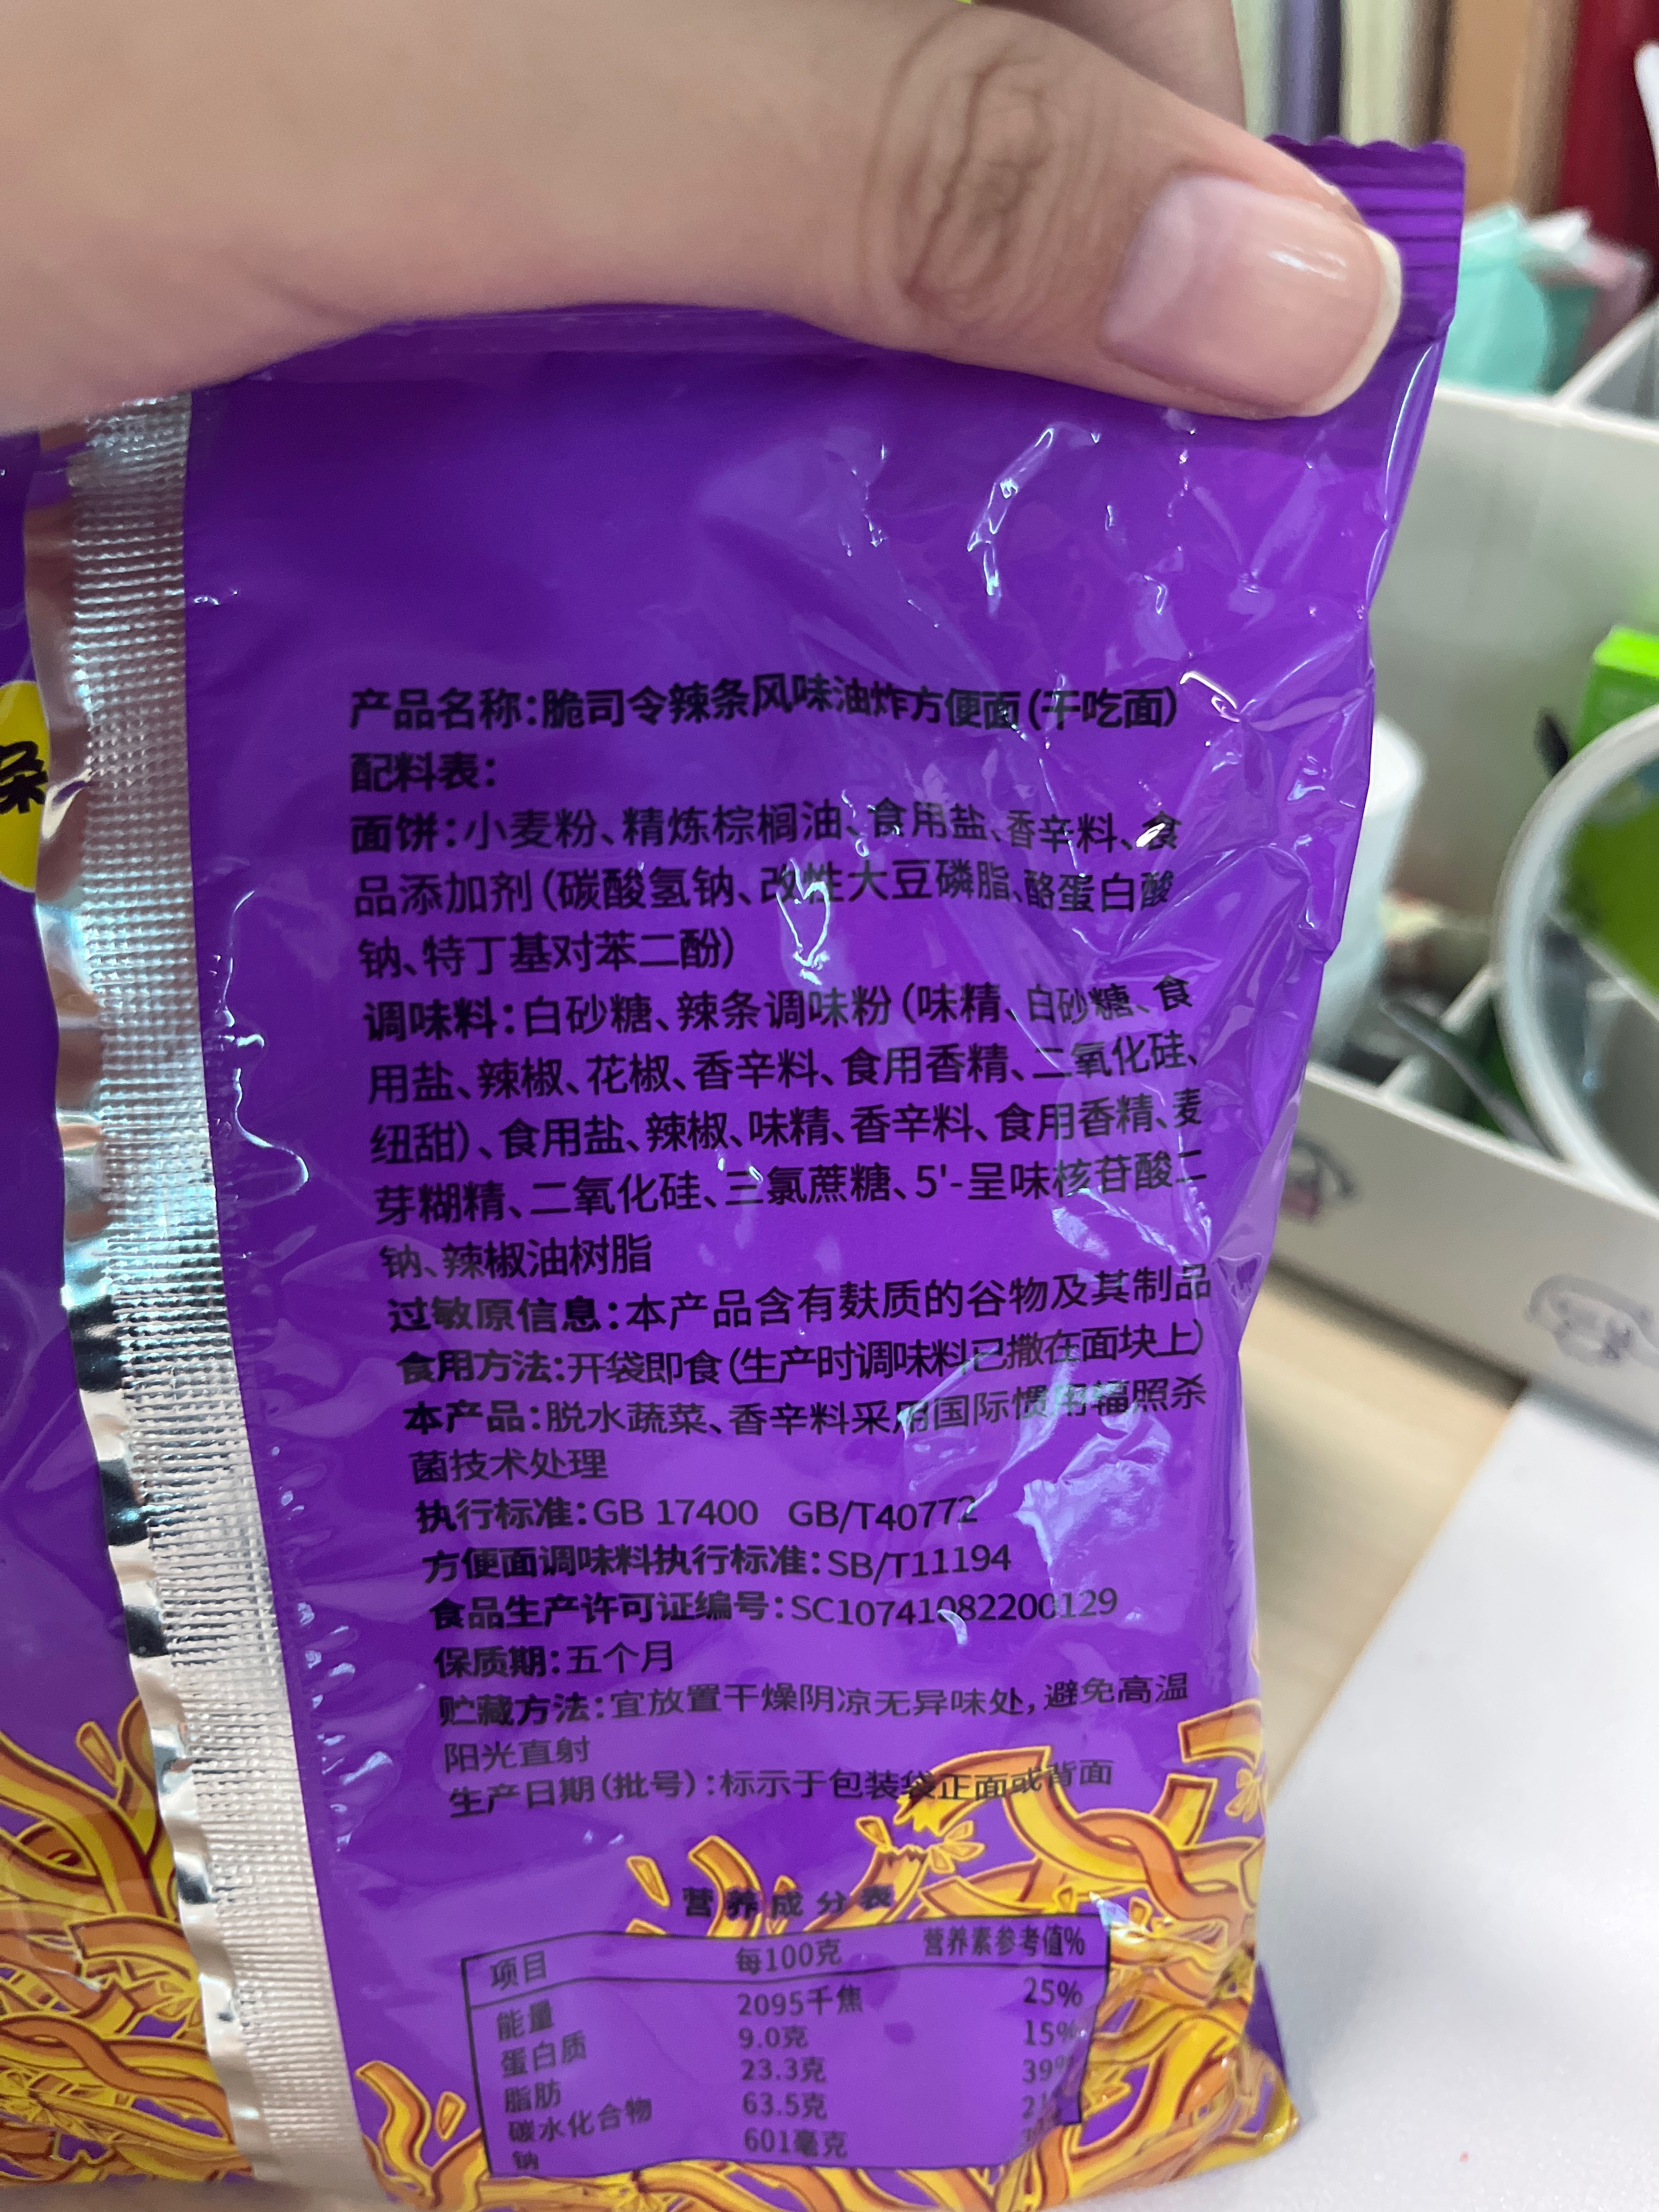 条
产品名称：脆司令辣条风味油炸方便面（干吃面）
配料表：
面饼：小麦粉、精炼棕榈油、食用盐、香辛料、食
品添加剂（碳酸氢钠、改性大豆磷脂、酪蛋白酸
钠、特丁基对苯二酚）
调味料：白砂糖、辣条调味粉（味精、白砂糖、食
用盐、辣椒、花椒、香辛料、食用香精、二氧化硅、
纽甜）、食用盐、辣椒、味精、香辛料、食用香精、麦
芽糊精、二氧化硅、三氯蔗糖、5'-呈味核苷酸二
钠、辣椒油树脂
过敏原信息：本产品含有麸质的谷物及其制品
食用方法：开袋即食（生产时调味料已撒在面块上）
本产品：脱水蔬菜、香辛料采用国际惯用辐照杀
菌技术处理
执行标准：GB 17400 GB/T40772
方便面调味料执行标准：SB/T11194
食品生产许可证编号：SC10741082200129
保质期：五个月
贮藏方法：宜放置干燥阴凉无异味处，避免高温
阳光直射
生产日期（批号）：标示于包装袋正面或背面
营养成分表
项目 每100克 营养素参考值%
能量 2095千焦 25%
蛋白质 9.0克 15%
脂肪 23.3克 39%
碳水化合物 63.5克
钠 601毫克